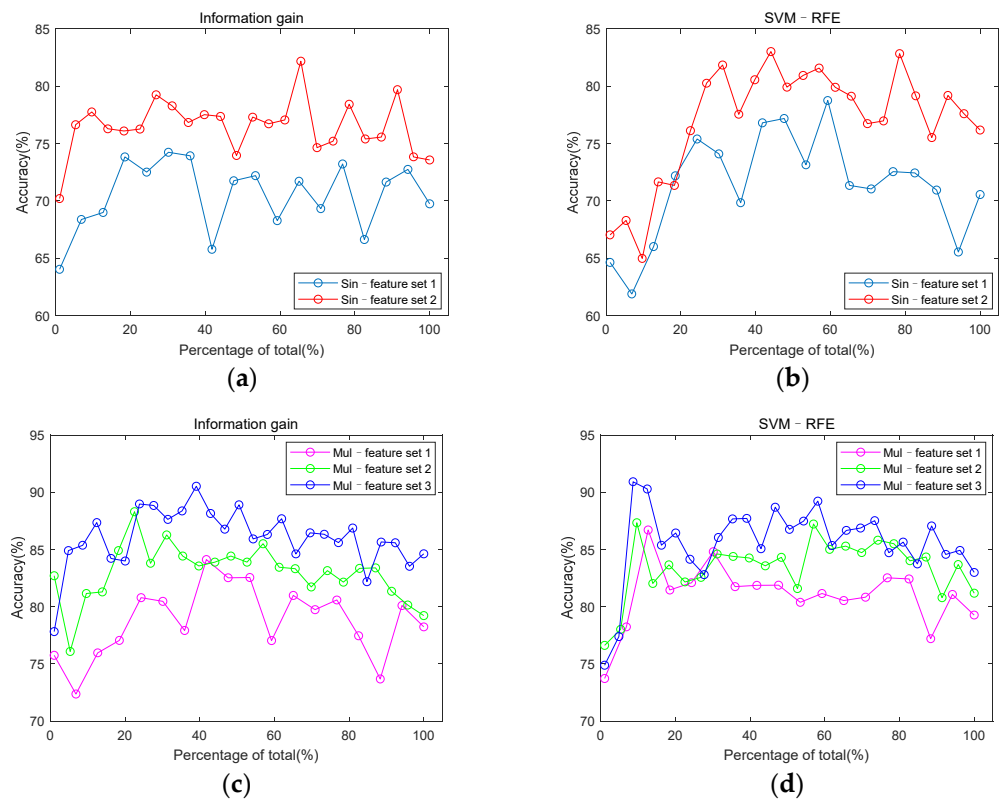 Information gain
85
80
75
70
65
60
Accuracy(%)
Sin - feature set 1
Sin - feature set 2
0 20 40 60 80 100
Percentage of total(%)
(a)
SVM - RFE
85
80
75
70
65
60
Accuracy(%)
Sin - feature set 1
Sin - feature set 2
0 20 40 60 80 100
Percentage of total(%)
(b)
Information gain
95
90
85
80
75
70
Accuracy(%)
Mul - feature set 1
Mul - feature set 2
Mul - feature set 3
0 20 40 60 80 100
Percentage of total(%)
(c)
SVM - RFE
95
90
85
80
75
70
Accuracy(%)
Mul - feature set 1
Mul - feature set 2
Mul - feature set 3
0 20 40 60 80 100
Percentage of total(%)
(d)